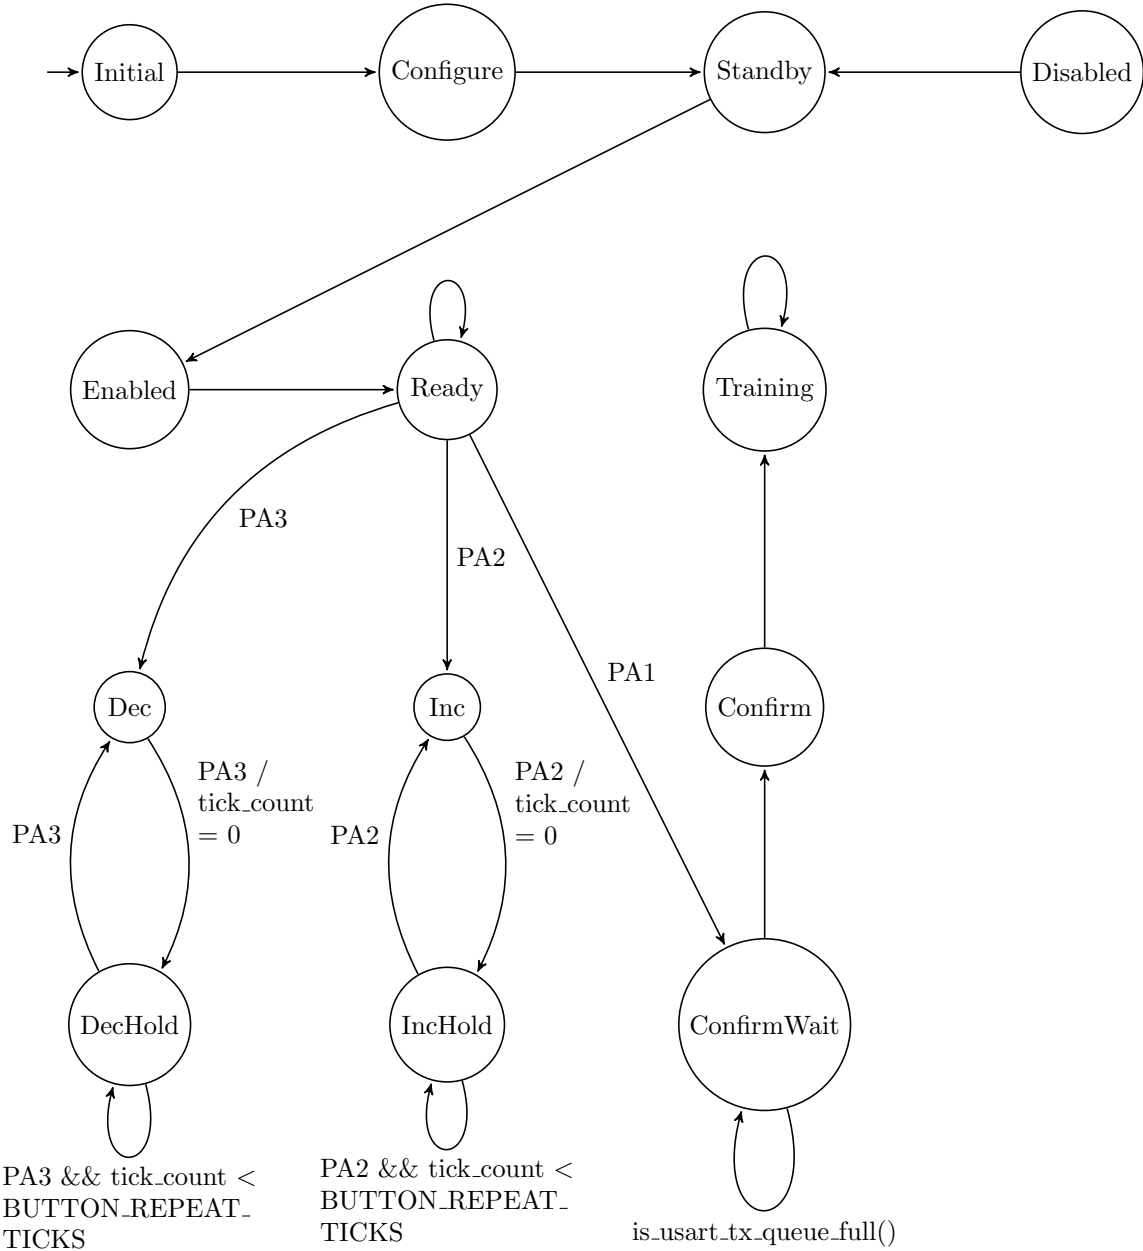 Initial
Configure
Standby
Disabled
Enabled
Ready
Training
PA3
PA2
PA1
Dec
Inc
Confirm
PA3 /
tick_count
= 0
PA2 /
tick_count
= 0
PA3
PA2
DecHold
IncHold
ConfirmWait
PA3 && tick_count <
BUTTON_REPEAT_
TICKS
PA2 && tick_count <
BUTTON_REPEAT_
TICKS
is_usart_tx_queue_full()